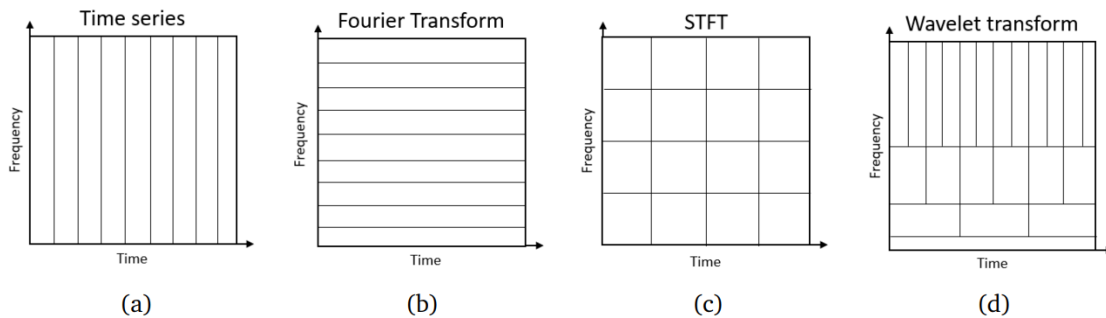 Time series
Frequency
Time
(a)
Fourier Transform
Frequency
Time
(b)
STFT
Frequency
Time
(c)
Wavelet transform
Frequency
Time
(d)